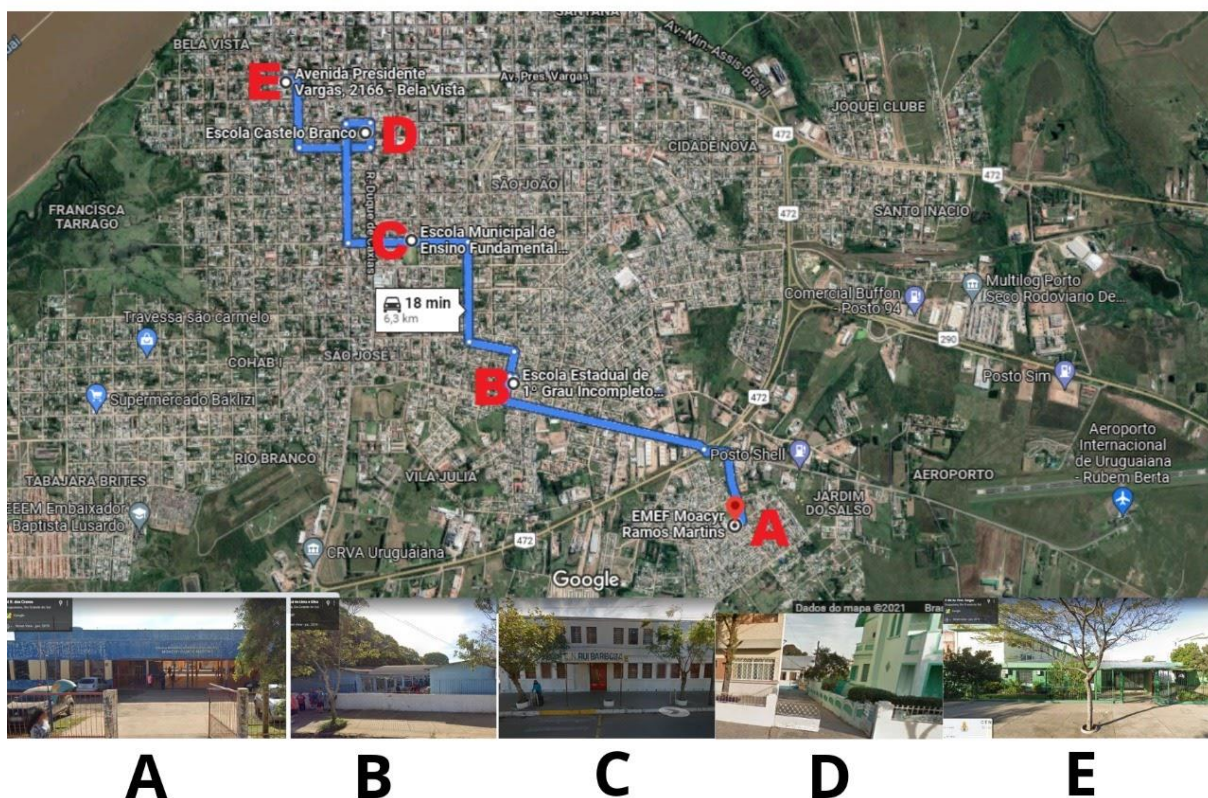 SANTANA
BELA VISTA
Av. Min. Assis Brasil
E
Avenida Presidente
Vargas, 2166 - Bela Vista
Av. Pres. Vargas
JOQUEI CLUBE
Escola Castelo Branco
D
472
CIDADE NOVA
472
SÃO JOÃO
R. Duque de Caxias
FRANCISCA
TARRAGO
472
SANTO INACIO
C
Escola Municipal de
Ensino Fundamental...
18 min
6,3 km
Multilog Porto
Seco Rodoviario De...
Comercial Buffon
- Posto 94
Travessa são carmelo
290
COHAB I
SÃO JOSE
B
Escola Estadual de
1º Grau Incompleto...
Posto Sim
Supermercado Baklizi
472
Aeroporto
Internacional
de Uruguaiana
- Rubem Berta
RIO BRANCO
VILA JULIA
Posto Shell
AEROPORTO
TABAJARA BRITES
JARDIM
DO SALSO
EEEM Embaixador
Baptista Lusardo
EMEF Moacyr
Ramos Martins
A
472
CRVA Uruguaiana
Google
Dados do mapa ©2021
Bra
RUI BARBOSA
A
B
C
D
E